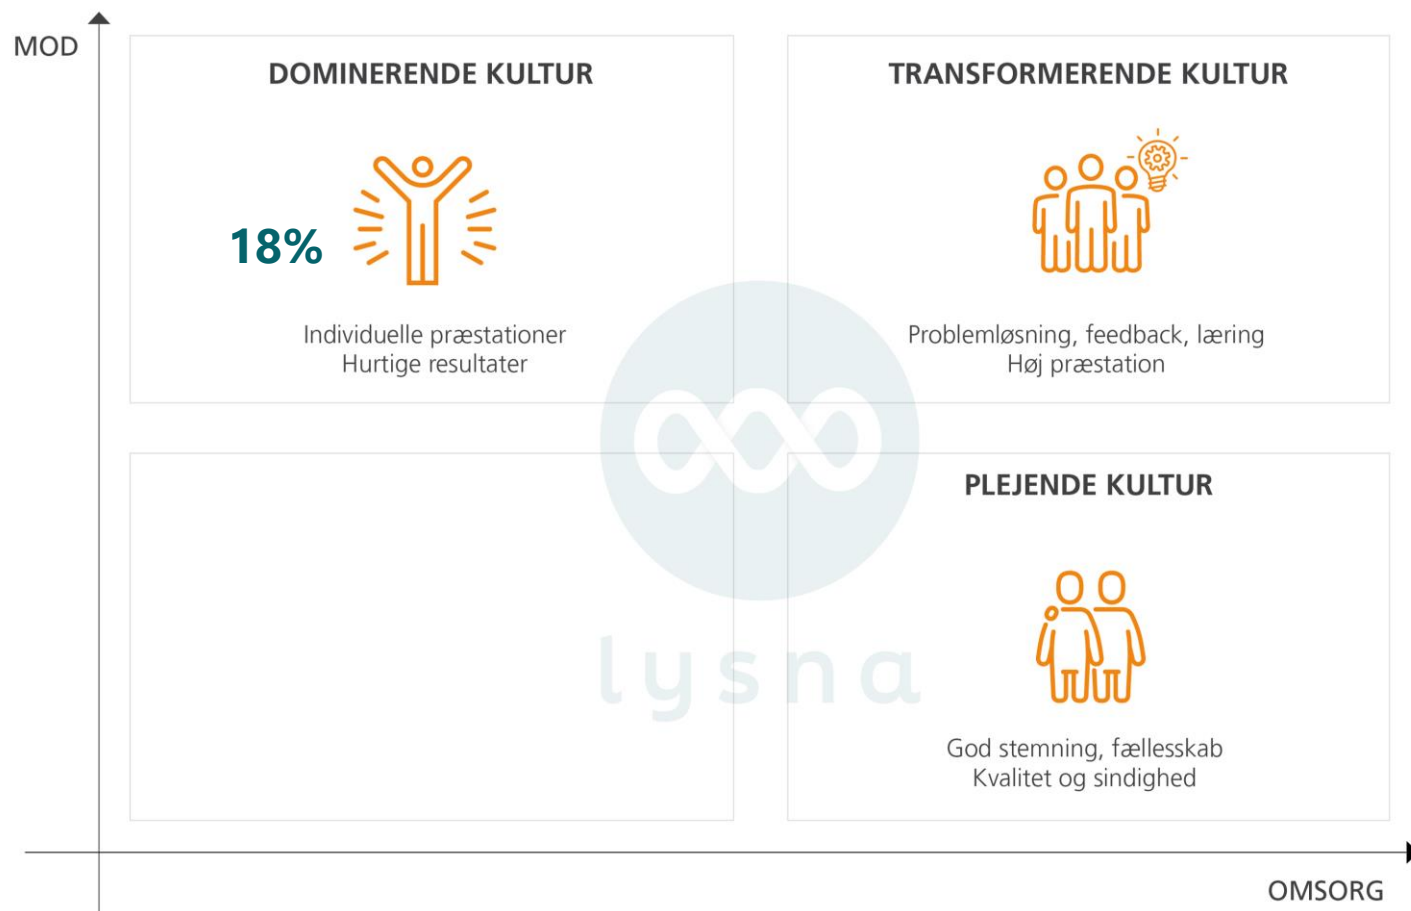 MOD
DOMINERENDE KULTUR
18%
Individuelle præstationer
Hurtige resultater
TRANSFORMERENDE KULTUR
Problemløsning, feedback, læring
Høj præstation
PLEJENDE KULTUR
God stemning, fællesskab
Kvalitet og sindighed
lysna
OMSORG